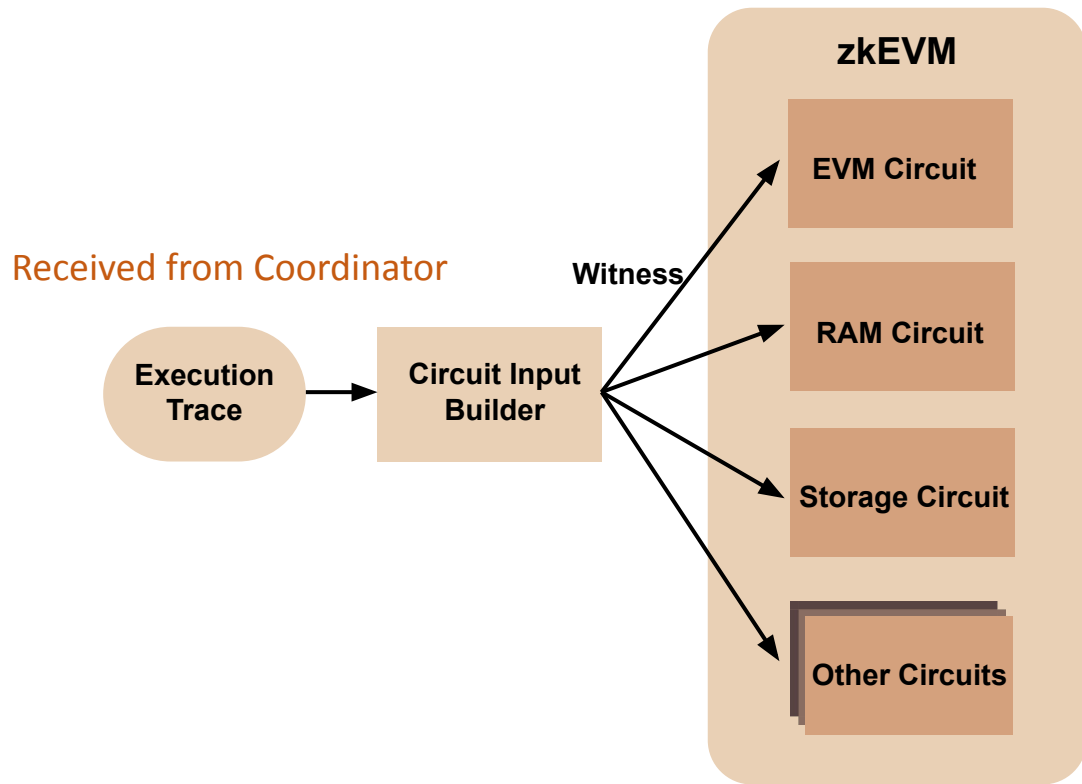 zkEVM
EVM Circuit
Received from Coordinator
Witness
RAM Circuit
Execution
Trace
Circuit Input
Builder
Storage Circuit
Other Circuits